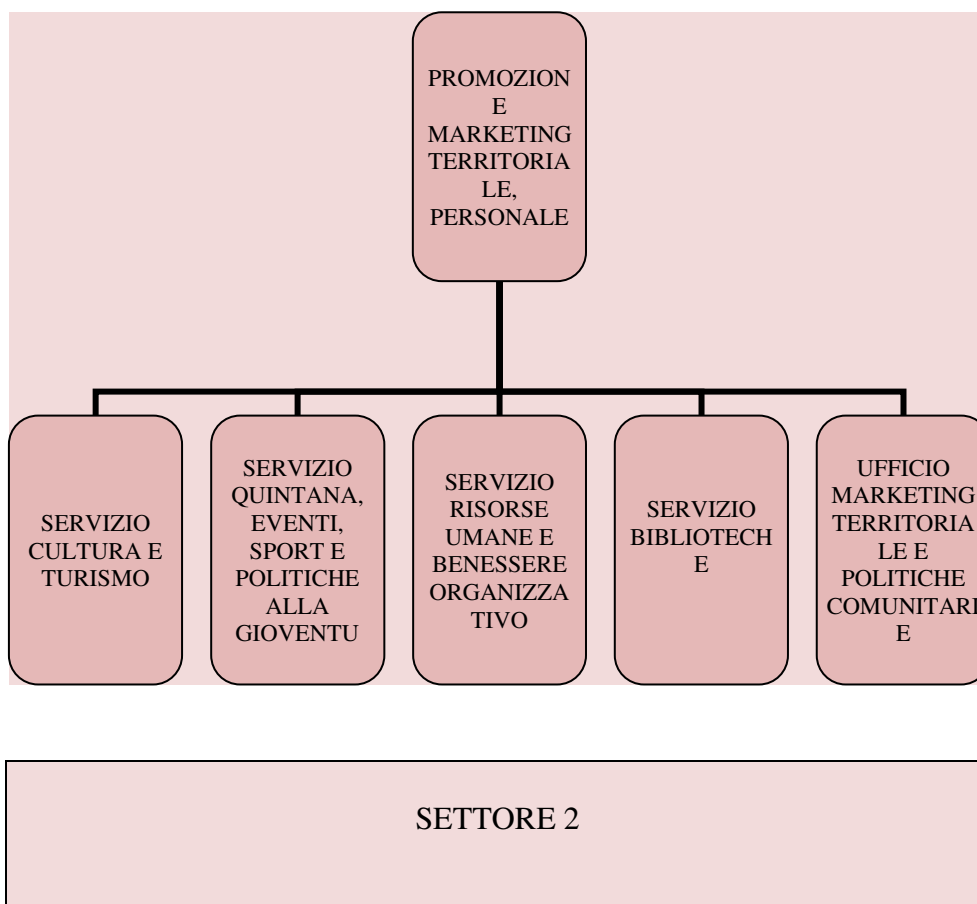 PROMOZION
E
MARKETING
TERRITORIA
LE,
PERSONALE
SERVIZIO
CULTURA E
TURISMO
SERVIZIO
QUINTANA,
EVENTI,
SPORT E
POLITICHE
ALLA
GIOVENTU
SERVIZIO
RISORSE
UMANE E
BENESSERE
ORGANIZZA
TIVO
SERVIZIO
BIBLIOTECH
E
UFFICIO
MARKETING
TERRITORIA
LE E
POLITICHE
COMUNITARI
E
SETTORE 2